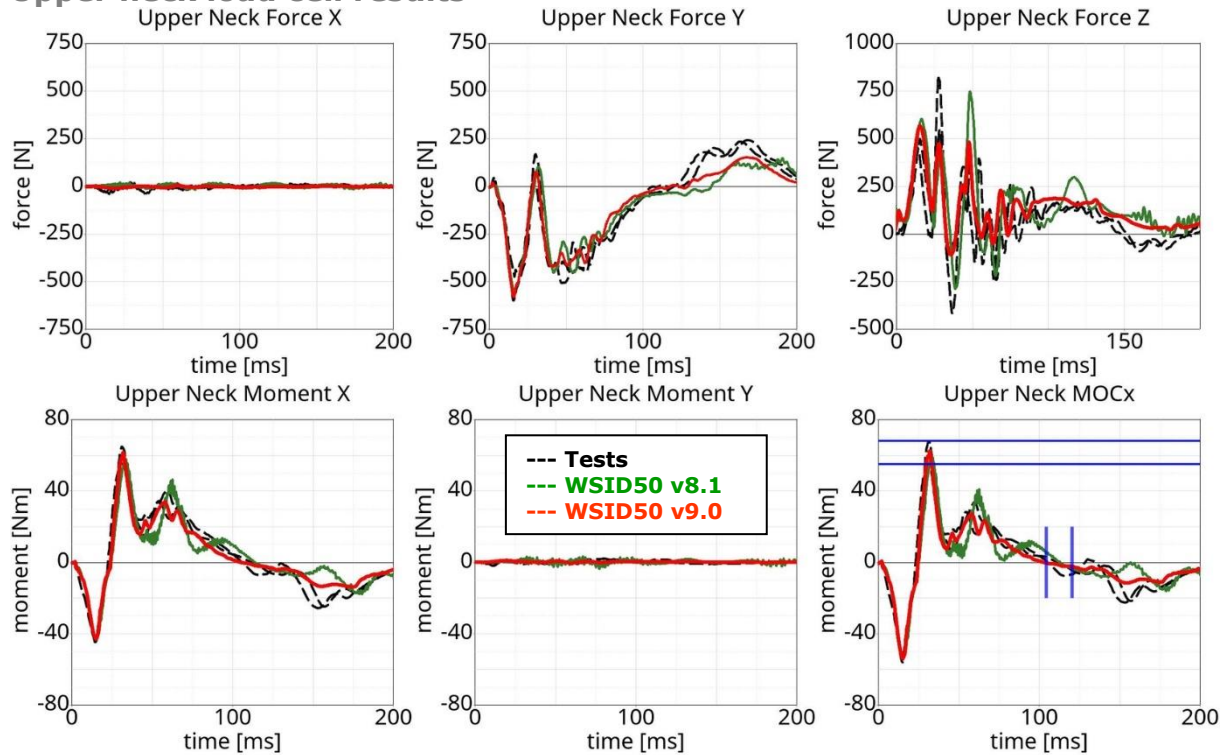 Upper neck load cell results
Upper Neck Force X
Upper Neck Force Y
Upper Neck Force Z
750
500
250
0
-250
-500
-750
force [N]
0
100
200
time [ms]
750
500
250
0
-250
-500
-750
force [N]
0
100
200
time [ms]
1000
750
500
250
0
-250
-500
force [N]
0
150
time [ms]
Upper Neck Moment X
Upper Neck Moment Y
Upper Neck MOCx
80
40
0
-40
-80
moment [Nm]
0
100
200
time [ms]
80
40
0
-40
-80
moment [Nm]
--- Tests
--- WSID50 v8.1
--- WSID50 v9.0
0
100
200
time [ms]
80
40
0
-40
-80
moment [Nm]
0
100
200
time [ms]